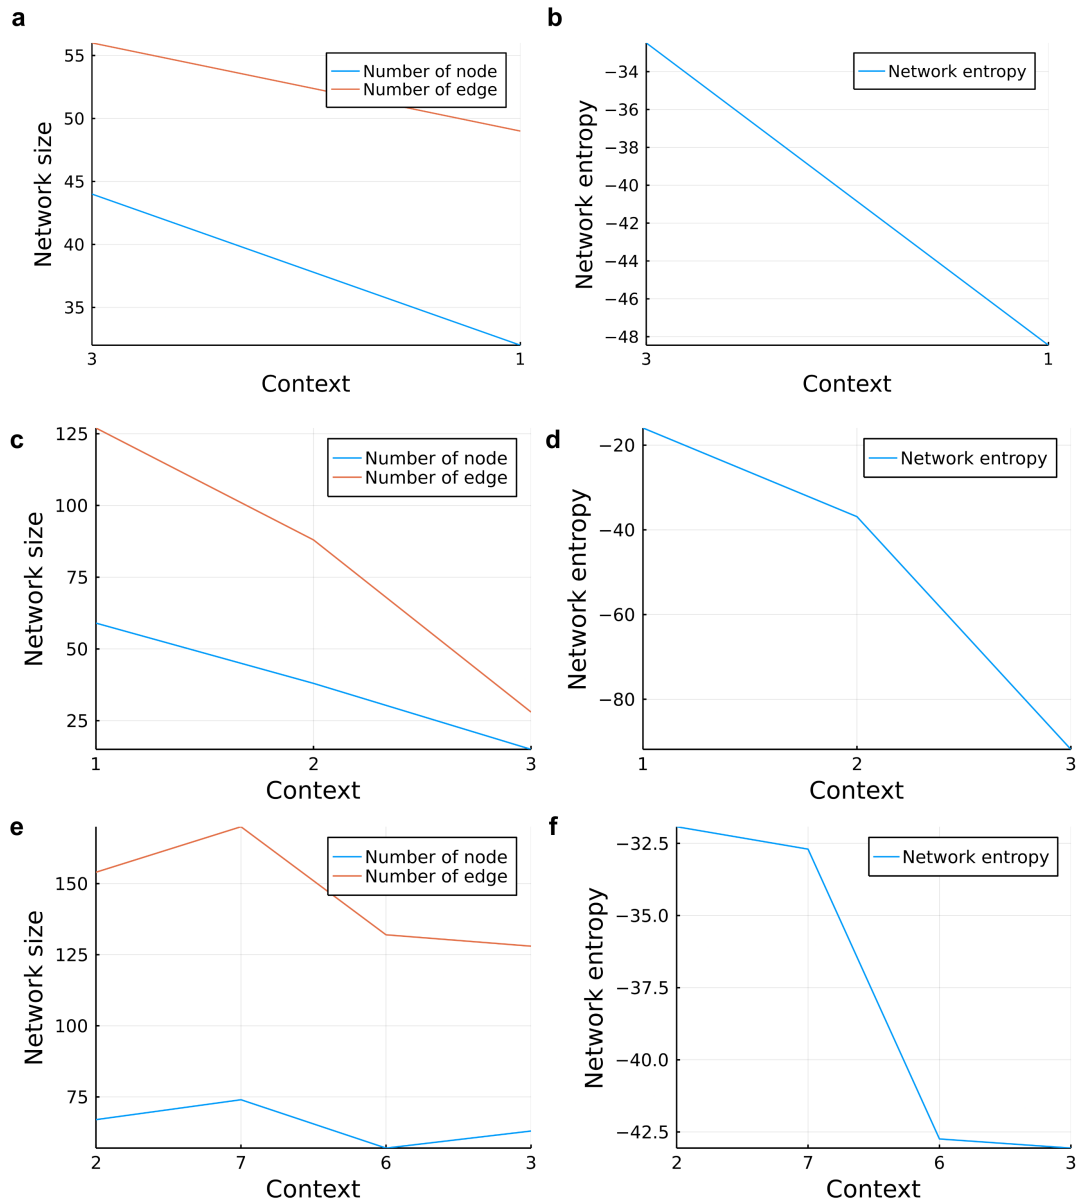 a
55
50
45
40
35
Network size
Number of node
Number of edge
3
1
Context
b
−34
−36
−38
−40
−42
−44
−46
−48
Network entropy
Network entropy
3
1
Context
c
125
100
75
50
25
Network size
Number of node
Number of edge
1
2
3
Context
d
−20
−40
−60
−80
Network entropy
Network entropy
1
2
3
Context
e
150
125
100
75
Network size
Number of node
Number of edge
2
7
6
3
Context
f
−32.5
−35.0
−37.5
−40.0
−42.5
Network entropy
Network entropy
2
7
6
3
Context